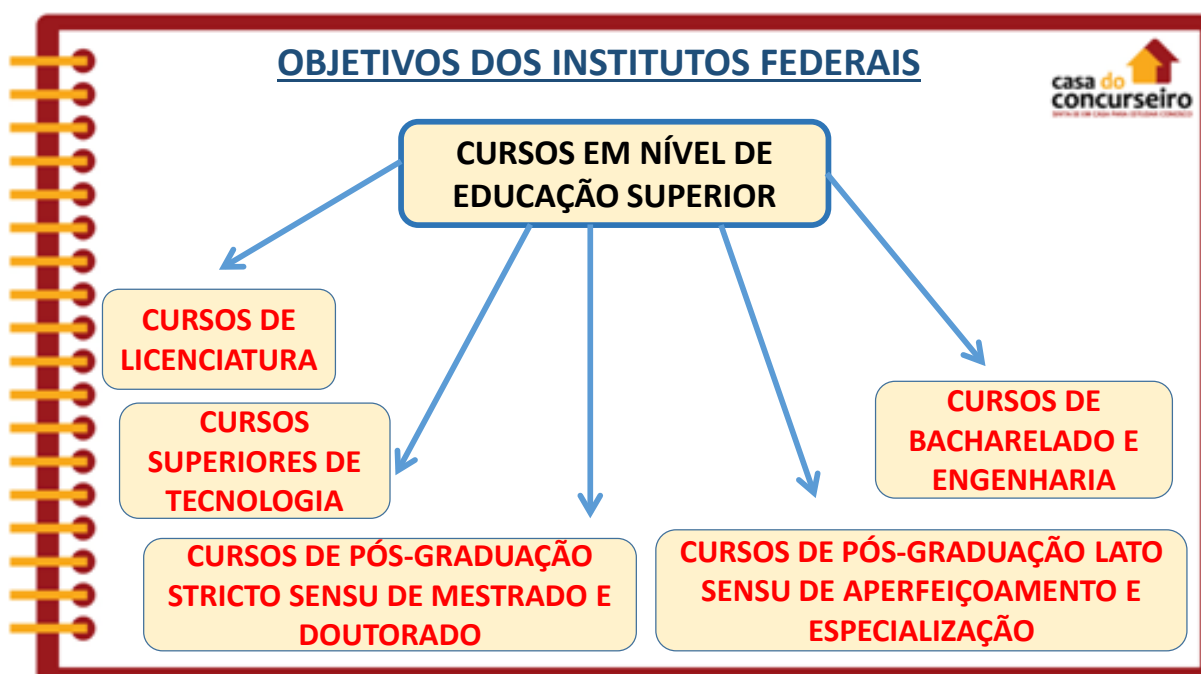 OBJETIVOS DOS INSTITUTOS FEDERAIS
casa do
concurseiro
CURSOS EM NÍVEL DE
EDUCAÇÃO SUPERIOR
CURSOS DE
LICENCIATURA
CURSOS
SUPERIORES DE
TECNOLOGIA
CURSOS DE
BACHARELADO E
ENGENHARIA
CURSOS DE PÓS-GRADUAÇÃO
STRICTO SENSU DE MESTRADO E
DOUTORADO
CURSOS DE PÓS-GRADUAÇÃO LATO
SENSU DE APERFEIÇOAMENTO E
ESPECIALIZAÇÃO